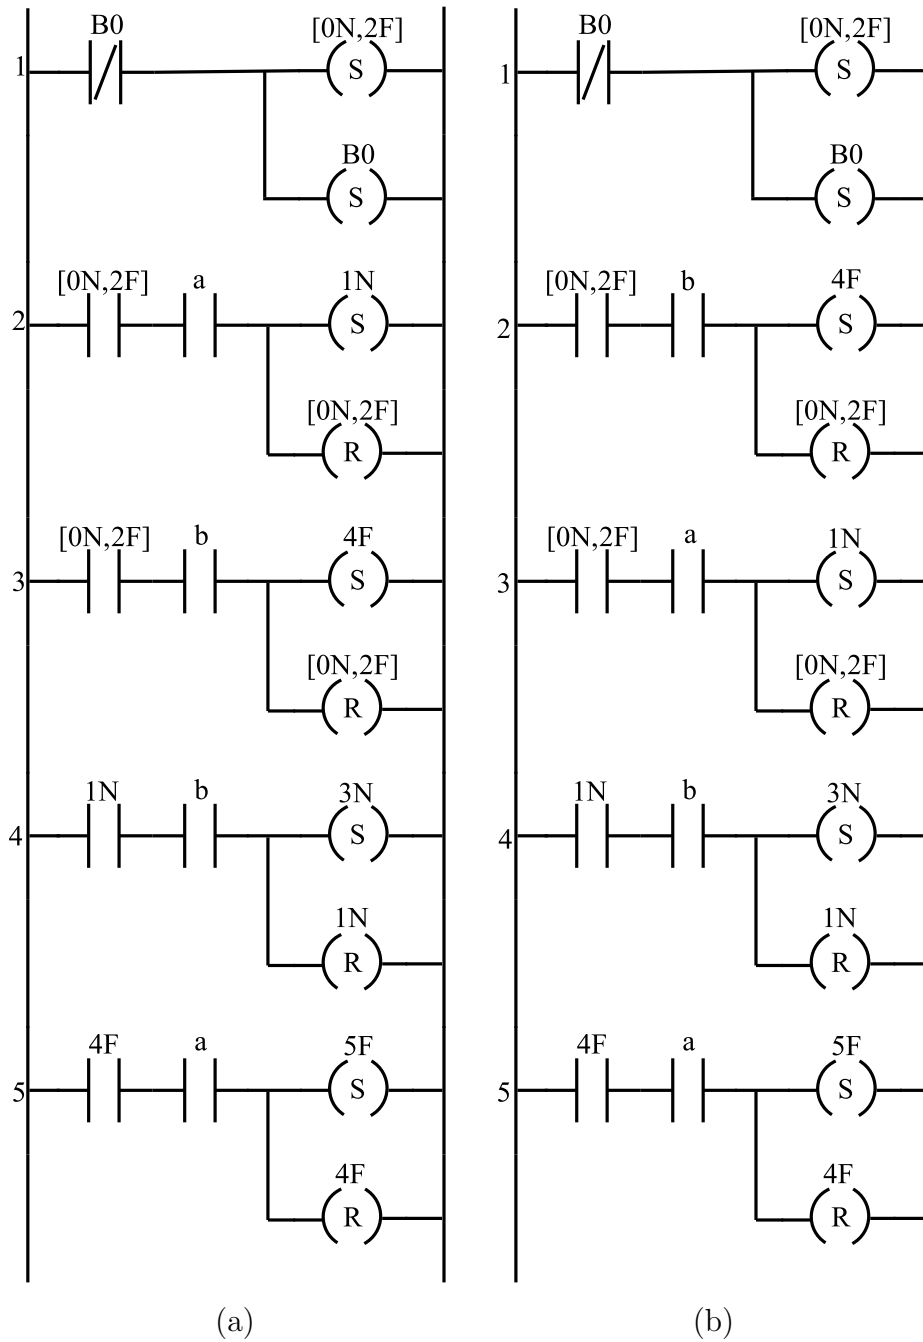 B0 [0N,2F]
1 S
B0
S
[0N,2F] a 1N
2 S
[0N,2F]
R
[0N,2F] b 4F
3 S
[0N,2F]
R
1N b 3N
4 S
1N
R
4F a 5F
5 S
4F
R
(a)
B0 [0N,2F]
1 S
B0
S
[0N,2F] b 4F
2 S
[0N,2F]
R
[0N,2F] a 1N
3 S
[0N,2F]
R
1N b 3N
4 S
1N
R
4F a 5F
5 S
4F
R
(b)